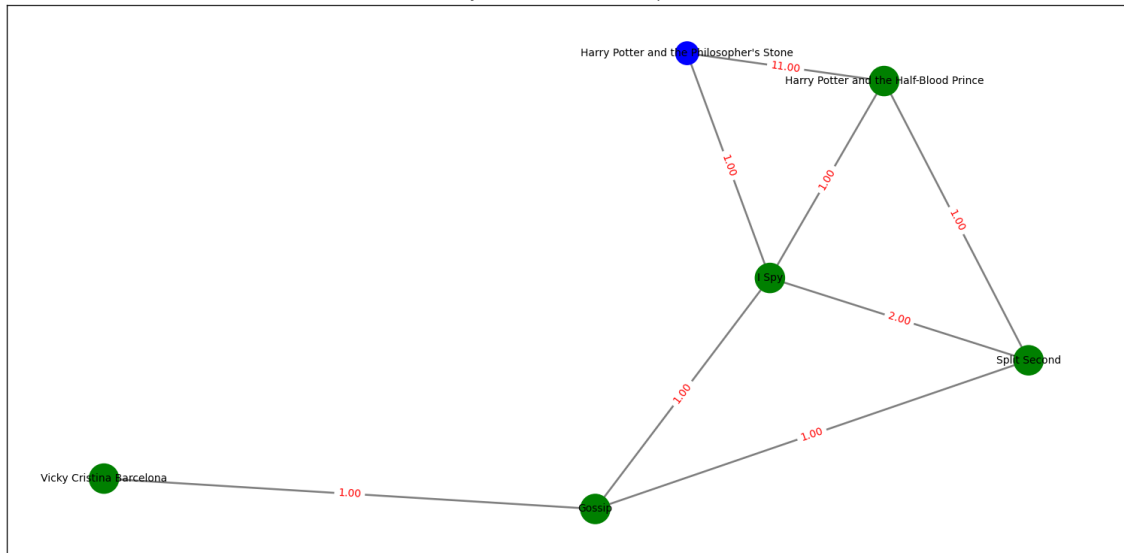 Harry Potter and the Philosopher's Stone
11.00
Harry Potter and the Half-Blood Prince
1.00
1.00
1.00
I Spy
2.00
Split Second
1.00
1.00
Vicky Cristina Barcelona
1.00
Gossip